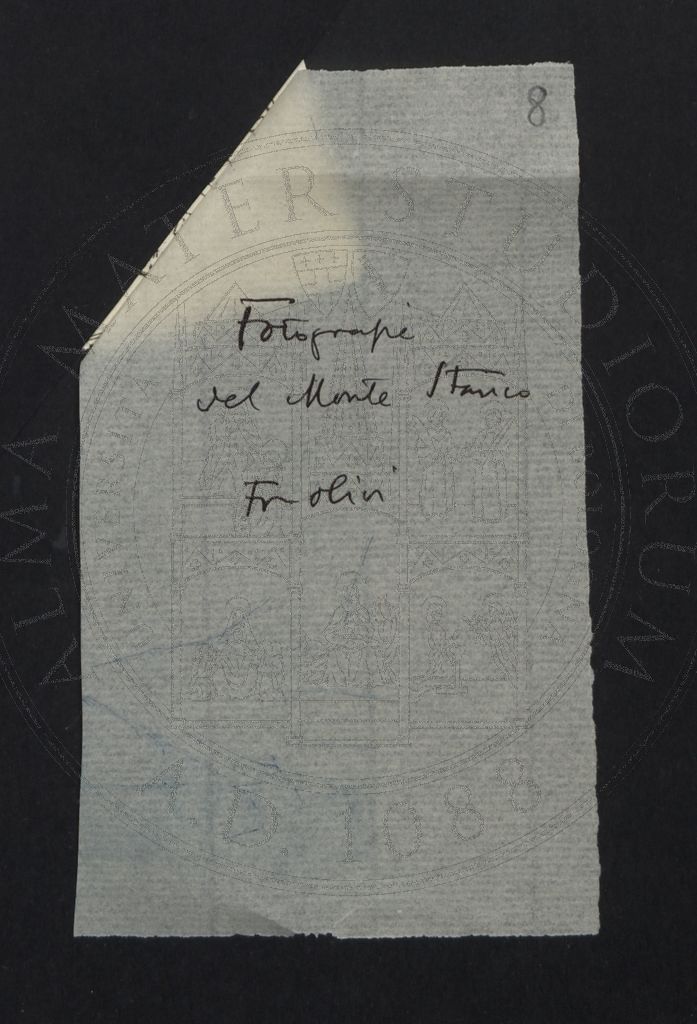 8
Fotografie
del Monte Stanco
ALMA MATER STUDIORUM
A.D. 1088